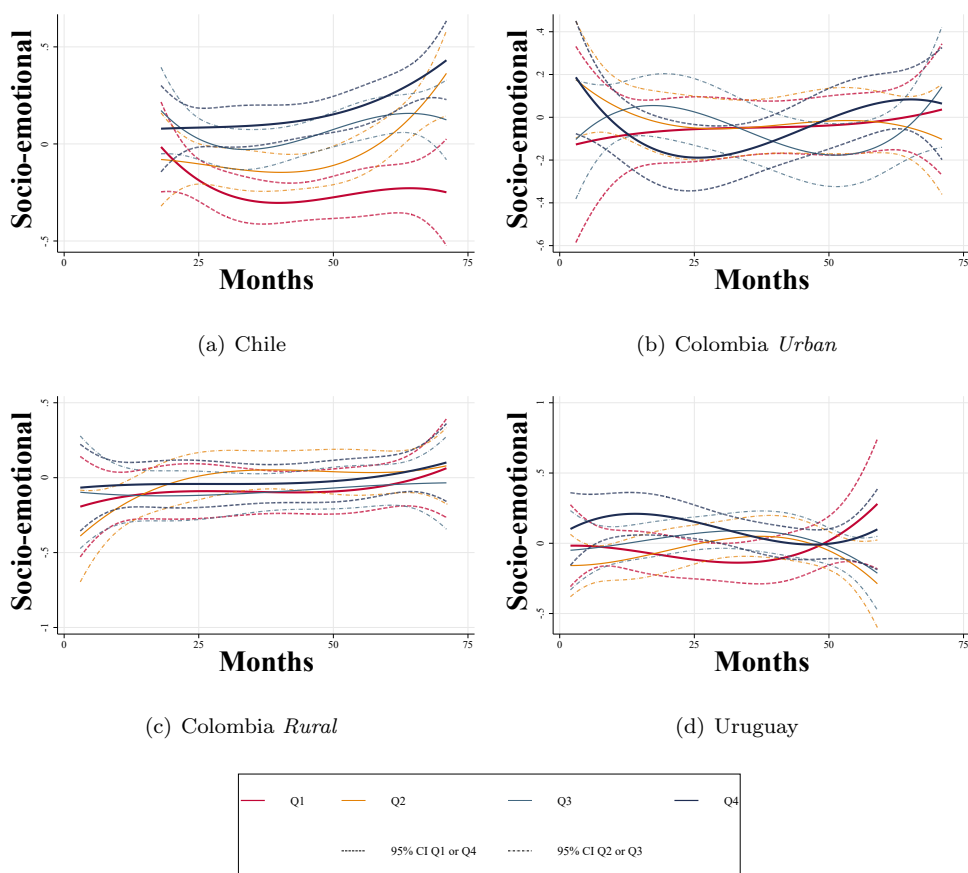 Socio-emotional
.5
0
-.5
0
25
50
75
Months
(a) Chile
Socio-emotional
.4
.2
0
-.2
-.4
-.6
0
25
50
75
Months
(b) Colombia Urban
Socio-emotional
.5
0
-.5
-1
0
25
50
75
Months
(c) Colombia Rural
Socio-emotional
1
.5
0
-.5
0
25
50
75
Months
(d) Uruguay
Q1 Q2 Q3 Q4
95% CI Q1 or Q4 95% CI Q2 or Q3